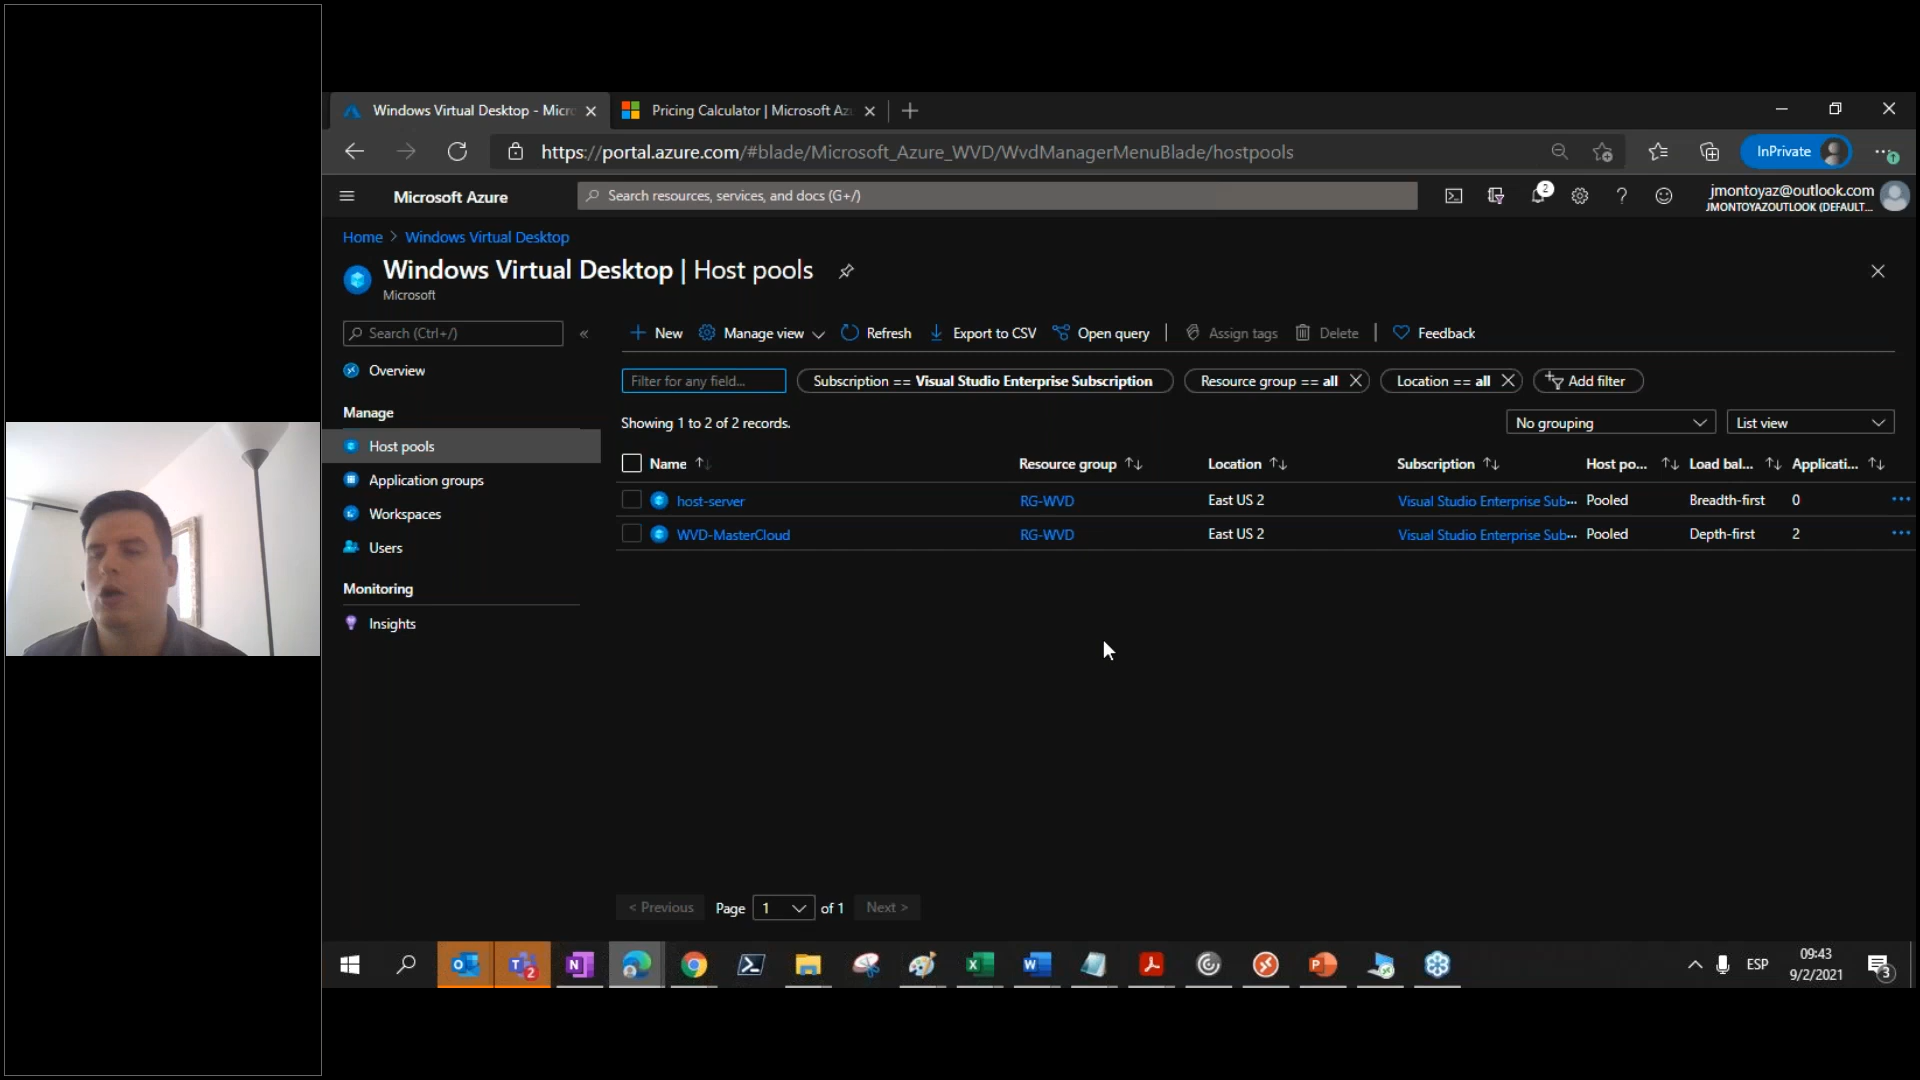 Windows Virtual Desktop - Micr
Pricing Calculator | Microsoft Az
https://portal.azure.com/#blade/Microsoft_Azure_WVD/WvdManagerMenuBlade/hostpools
InPrivate
Microsoft Azure
Search resources, services, and docs (G+/)
2
jmontoyaz@outlook.com
JMONTOYAZOUTLOOK (DEFAULT...
Home > Windows Virtual Desktop
Windows Virtual Desktop | Host pools
Microsoft
Search (Ctrl+/)
«
New
Manage view
Refresh
Export to CSV
Open query
Assign tags
Delete
Feedback
Overview
Manage
Host pools
Application groups
Workspaces
Users
Monitoring
Insights
Filter for any field...
Subscription == Visual Studio Enterprise Subscription
Resource group == all
Location == all
Add filter
Showing 1 to 2 of 2 records.
No grouping
List view
Name Resource group Location Subscription Host po... Load bal... Applicati...
host-server RG-WVD East US 2 Visual Studio Enterprise Sub... Pooled Breadth-first 0
WVD-MasterCloud RG-WVD East US 2 Visual Studio Enterprise Sub... Pooled Depth-first 2
< Previous Page 1 of 1 Next >
2
ESP
09:43
9/2/2021
3